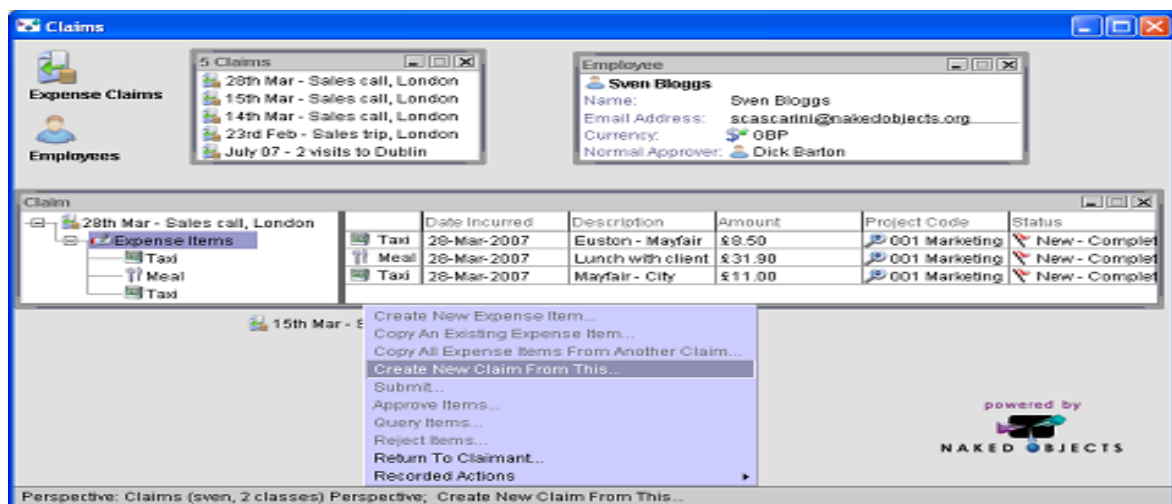 Claims
Expense Claims
Employees
5 Claims
28th Mar - Sales call, London
15th Mar - Sales call, London
14th Mar - Sales call, London
23rd Feb - Sales trip, London
July 07 - 2 visits to Dublin
Employee
Sven Bloggs
Name: Sven Bloggs
Email Address: scascarini@nakedobjects.org
Currency: GBP
Normal Approver: Dick Barton
Claim
28th Mar - Sales call, London
Expense Items
Taxi
Meal
Taxi
Date Incurred Description Amount Project Code Status
Taxi 28-Mar-2007 Euston - Mayfair £8.50 001 Marketing New - Complet
Meal 28-Mar-2007 Lunch with client £31.90 001 Marketing New - Complet
Taxi 28-Mar-2007 Mayfair - City £11.00 001 Marketing New - Complet
15th Mar - S
Create New Expense Item...
Copy An Existing Expense Item...
Copy All Expense Items From Another Claim...
Create New Claim From This...
Submit...
Approve Items...
Query Items...
Reject Items...
Return To Claimant...
Recorded Actions
powered by
NAKED OBJECTS
Perspective: Claims (sven, 2 classes) Perspective; Create New Claim From This...